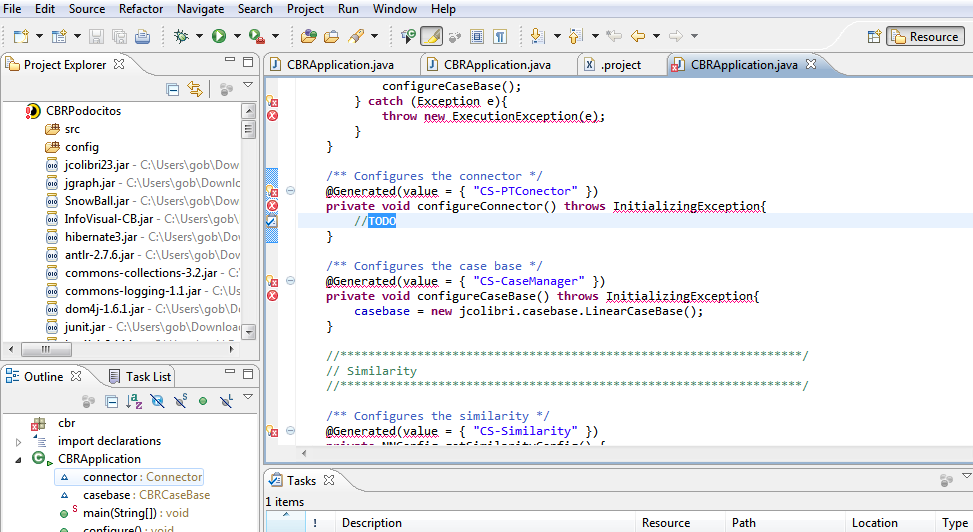 File Edit Source Refactor Navigate Search Project Run Window Help
Resource
Project Explorer
CBRApplication.java CBRApplication.java .project CBRApplication.java
CBRPodocitos
src
config
jcolibri23.jar - C:\Users\gob\Dow
jgraph.jar - C:\Users\gob\Downl
SnowBall.jar - C:\Users\gob\Dow
InfoVisual-CB.jar - C:\Users\gob
hibernate3.jar - C:\Users\gob\Do
antlr-2.7.6.jar - C:\Users\gob\Do
commons-collections-3.2.jar - C:
commons-logging-1.1.jar - C:\Us
dom4j-1.6.1.jar - C:\Users\gob\D
junit.jar - C:\Users\gob\Downloa
configureCaseBase();
} catch (Exception e){
throw new ExecutionException(e);
}
}
/** Configures the connector */
@Generated(value = { "CS-PTConector" })
private void configureConnector() throws InitializingException{
//TODO
}
/** Configures the case base */
@Generated(value = { "CS-CaseManager" })
private void configureCaseBase() throws InitializingException{
casebase = new jcolibri.casebase.LinearCaseBase();
}
//******************************************************************/
// Similarity
//******************************************************************/
/** Configures the similarity */
@Generated(value = { "CS-Similarity" })
private NNConfig getSimilarityConfig() {
Outline Task List
cbr
import declarations
CBRApplication
connector : Connector
casebase : CBRCaseBase
main(String[]) : void
configure() : void
Tasks
1 items
! Description Resource Path Location Type